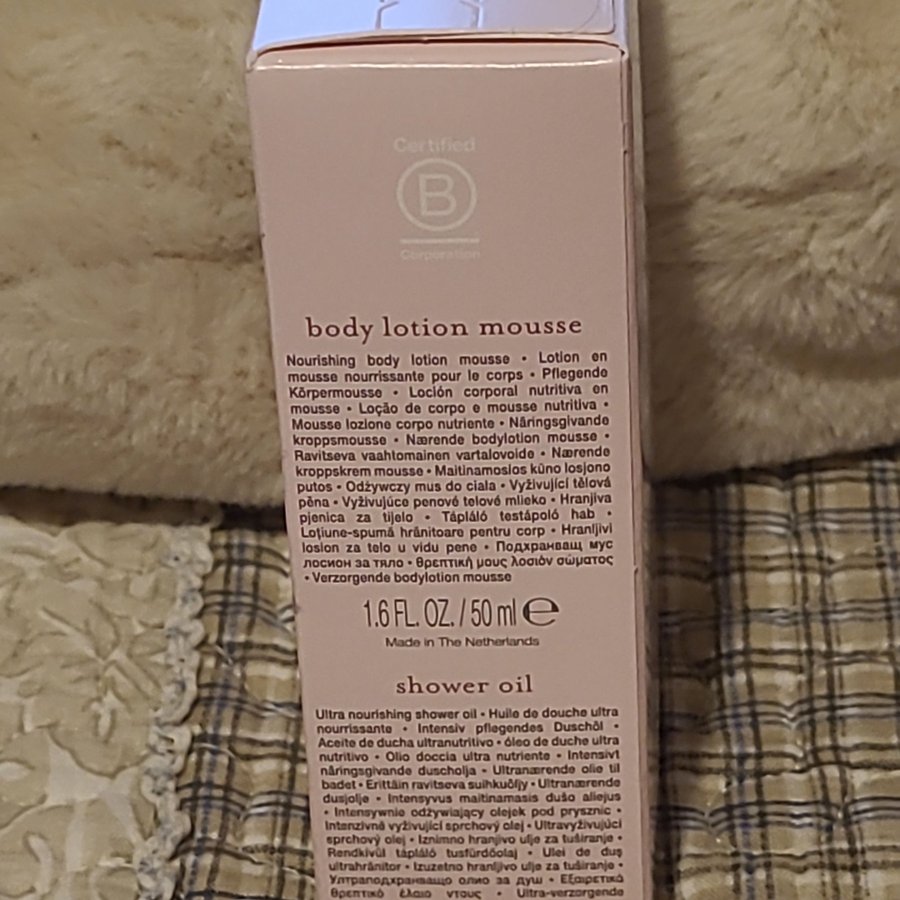 Certified
B
Corporation
body lotion mousse
Nourishing body lotion mousse • Lotion en
mousse nourrissante pour le corps • Pflegende
Körpermousse • Loción corporal nutritiva en
mousse • Loção de corpo e mousse nutritiva •
Mousse lozione corpo nutriente • Näringsgivande
kroppsmousse • Nærende bodylotion mousse •
Ravitseva vaahtomainen vartalovoide • Nærende
kroppskrem mousse • Maitinamosios kūno losjono
putos • Odżywczy mus do ciała • Vyživující tělová
pěna • Vyživujúce penové telové mlieko • Hranjiva
pjenica za tijelo • Tápláló testápoló hab •
Loțiune-spumă hrănitoare pentru corp • Hranljivi
losion za telo u vidu pene • Подхранващ мус
лосион за тяло • θρεπτική μους λοσιόν σώματος
• Verzorgende bodylotion mousse
1.6 FL. OZ. / 50 ml ℮
Made in The Netherlands
shower oil
Ultra nourishing shower oil • Huile de douche ultra
nourrissante • Intensiv pflegendes Duschöl •
Aceite de ducha ultranutritivo • óleo de duche ultra
nutritivo • Olio doccia ultra nutriente • Intensivt
näringsgivande duscholja • Ultranærende olie til
badet • Erittäin ravitseva suihkuöljy • Ultranærende
dusjolje • Intensyvus maitinamasis dušo aliejus
• Intensywnie odżywiający olejek pod prysznic •
Intenzivně vyživující sprchový olej • Ultravyživujúci
sprchový olej • Iznimno hranjivo ulje za tuširanje •
Rendkívül tápláló tusfürdőolaj • Ulei de duș
ultrahrănitor • Izuzetno hranljivo ulje za tuširanje •
Ултраподхранващо олио за душ • Εξαιρετικά
θρεπτικό έλαιο ντους • Ultra-verzorgende